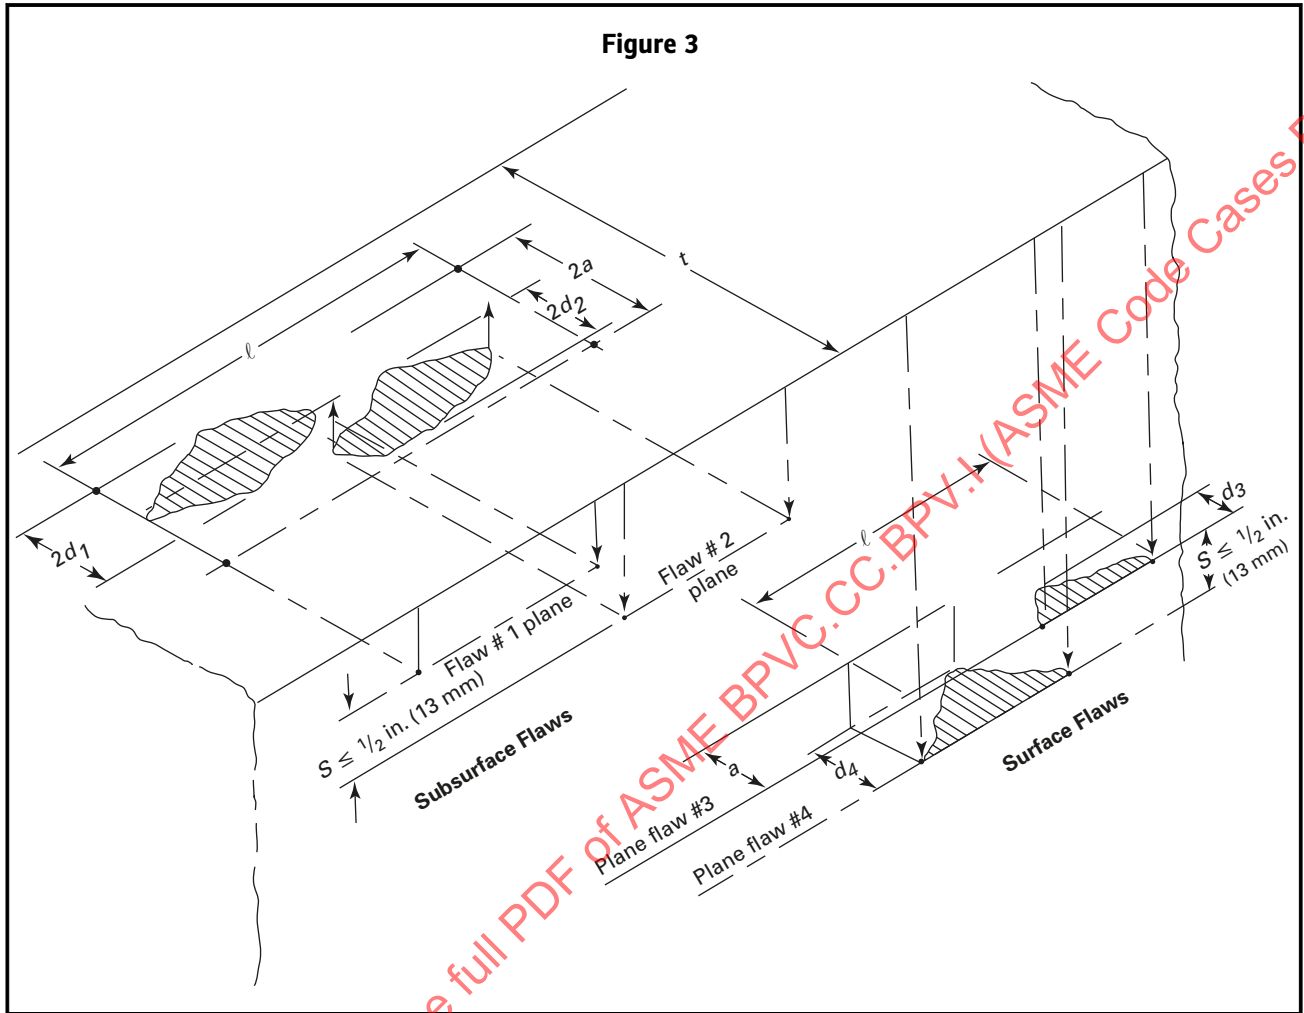 Figure 3
t
2a
2d2
ℓ
2d1
Flaw # 2
plane
Flaw # 1 plane
S ≤ 1/2 in. (13 mm)
Subsurface Flaws
ℓ
d3
S ≤ 1/2 in.
(13 mm)
a
d4
Plane flaw #3
Plane flaw #4
Surface Flaws
e full PDF of ASME BPVC.CC.BPV.I (ASME Code Cases